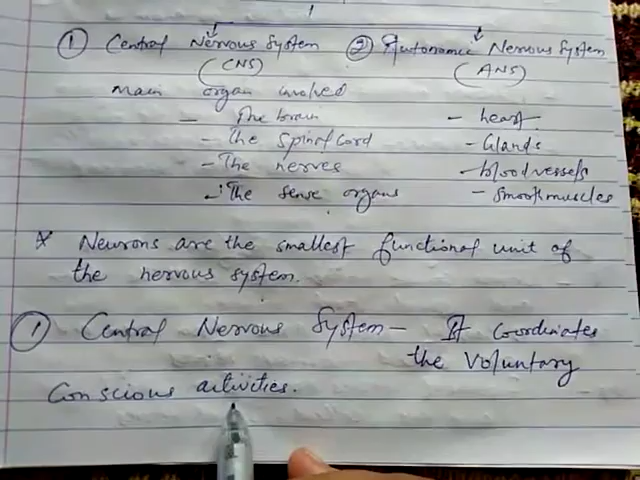 ① Central Nervous System ② Autonomic Nervous System
(CNS) (ANS)
Main organ involved
- The brain - heart
- The Spinal Cord - Glands
- The nerves - blood vessels
- The sense organs - Smooth muscles
* Neurons are the smallest functional unit of
the nervous system.
① Central Nervous System - It Coordinates
the Voluntary
Conscious activities.